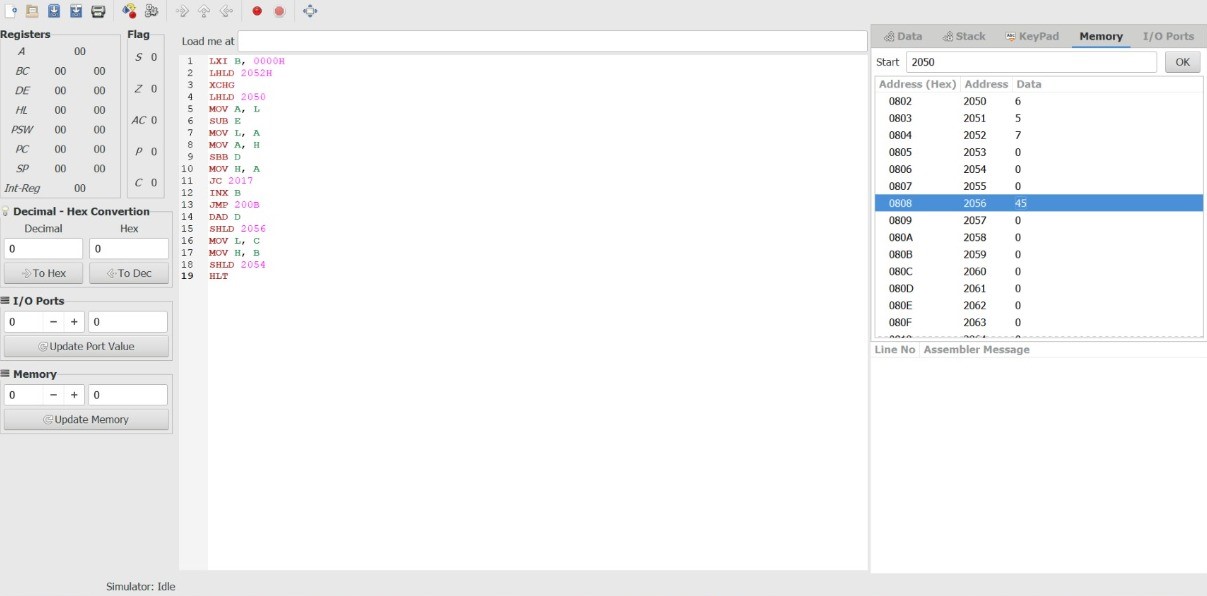 Registers
A 00
BC 00 00
DE 00 00
HL 00 00
PSW 00 00
PC 00 00
SP 00 00
Int-Reg 00
Flag
S 0
Z 0
AC 0
P 0
C 0
Decimal - Hex Convertion
Decimal Hex
0 0
To Hex To Dec
I/O Ports
0 − + 0
Update Port Value
Memory
0 − + 0
Update Memory
Load me at
1 LXI B, 0000H
2 LHLD 2052H
3 XCHG
4 LHLD 2050
5 MOV A, L
6 SUB E
7 MOV L, A
8 MOV A, H
9 SBB D
10 MOV H, A
11 JC 2017
12 INX B
13 JMP 200B
14 DAD D
15 SHLD 2056
16 MOV L, C
17 MOV H, B
18 SHLD 2054
19 HLT
Data Stack KeyPad Memory I/O Ports
Start 2050 OK
Address (Hex) Address Data
0802 2050 6
0803 2051 5
0804 2052 7
0805 2053 0
0806 2054 0
0807 2055 0
0808 2056 45
0809 2057 0
080A 2058 0
080B 2059 0
080C 2060 0
080D 2061 0
080E 2062 0
080F 2063 0
Line No Assembler Message
Simulator: Idle